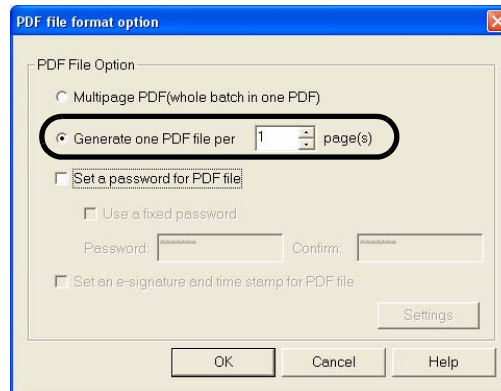 PDF file format option
PDF File Option
Multipage PDF(whole batch in one PDF)
Generate one PDF file per 1 page(s)
Set a password for PDF file
Use a fixed password
Password: ******* Confirm: *******
Set an e-signature and time stamp for PDF file
Settings
OK Cancel Help